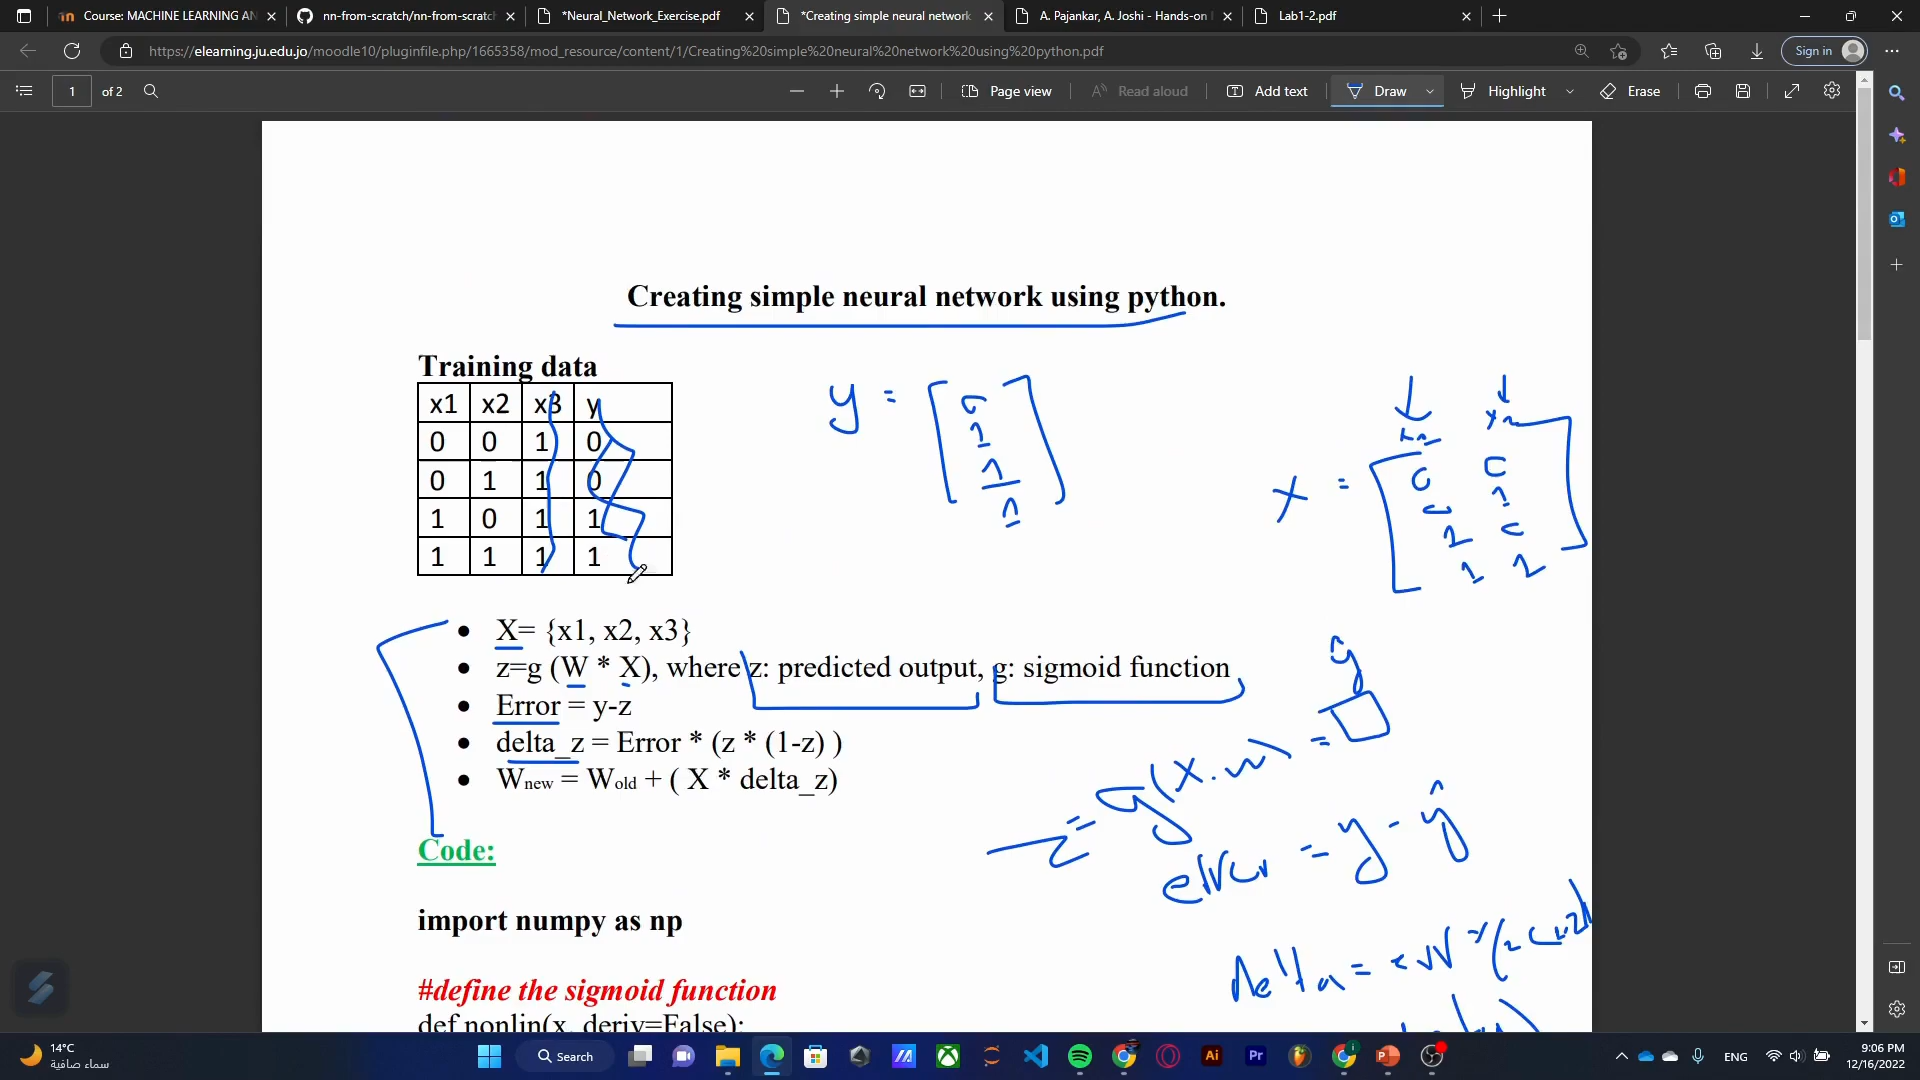 Course: MACHINE LEARNING AN
nn-from-scratch/nn-from-scratc
*Neural_Network_Exercise.pdf
*Creating simple neural network
A. Pajankar, A. Joshi - Hands-on
Lab1-2.pdf
https://elearning.ju.edu.jo/moodle10/pluginfile.php/1665358/mod_resource/content/1/Creating%20simple%20neural%20network%20using%20python.pdf
Sign in
1 of 2
Page view
Read aloud
Add text
Draw
Highlight
Erase
Creating simple neural network using python.
Training data
x1 x2 x3 y
0 0 1 0
0 1 1 0
1 0 1 1
1 1 1 1
y =
X =
• X= {x1, x2, x3}
• z=g (W * X), where z: predicted output, g: sigmoid function
• Error = y-z
• delta_z = Error * (z * (1-z) )
• Wnew = Wold + ( X * delta_z)
ŷ
z = g(X.w) =
error = y - ŷ
delta = err *
Code:
import numpy as np
#define the sigmoid function
def nonlin(x, deriv=False):
14°C
سماء صافية
Search
ENG
9:06 PM
12/16/2022